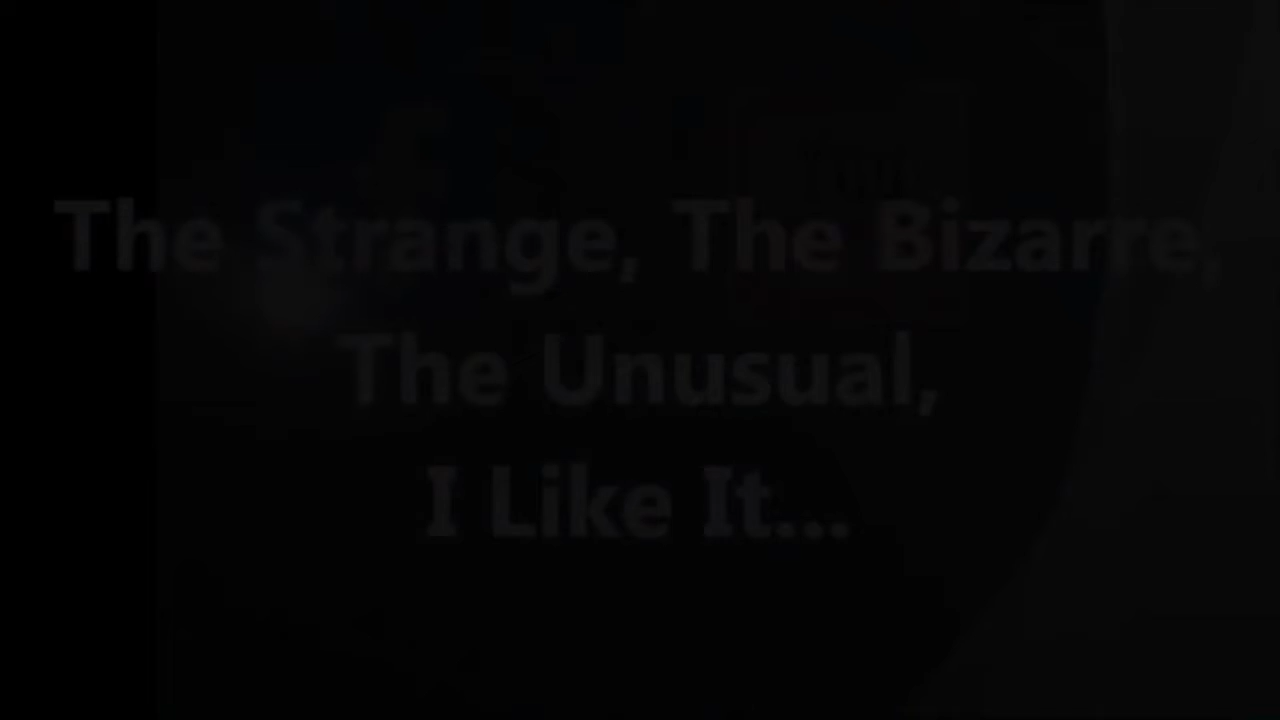 The Strange, The Bizarre,
The Unusual,
I Like It...